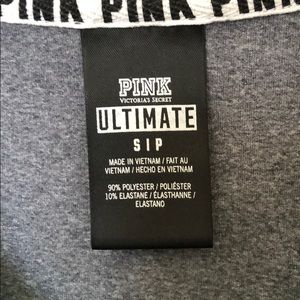 PINK PINK PINK
PINK
VICTORIA'S SECRET
ULTIMATE
S | P
MADE IN VIETNAM / FAIT AU
VIETNAM / HECHO EN VIETNAM
90% POLYESTER / POLIÉSTER
10% ELASTANE / ÉLASTHANNE /
ELASTANO